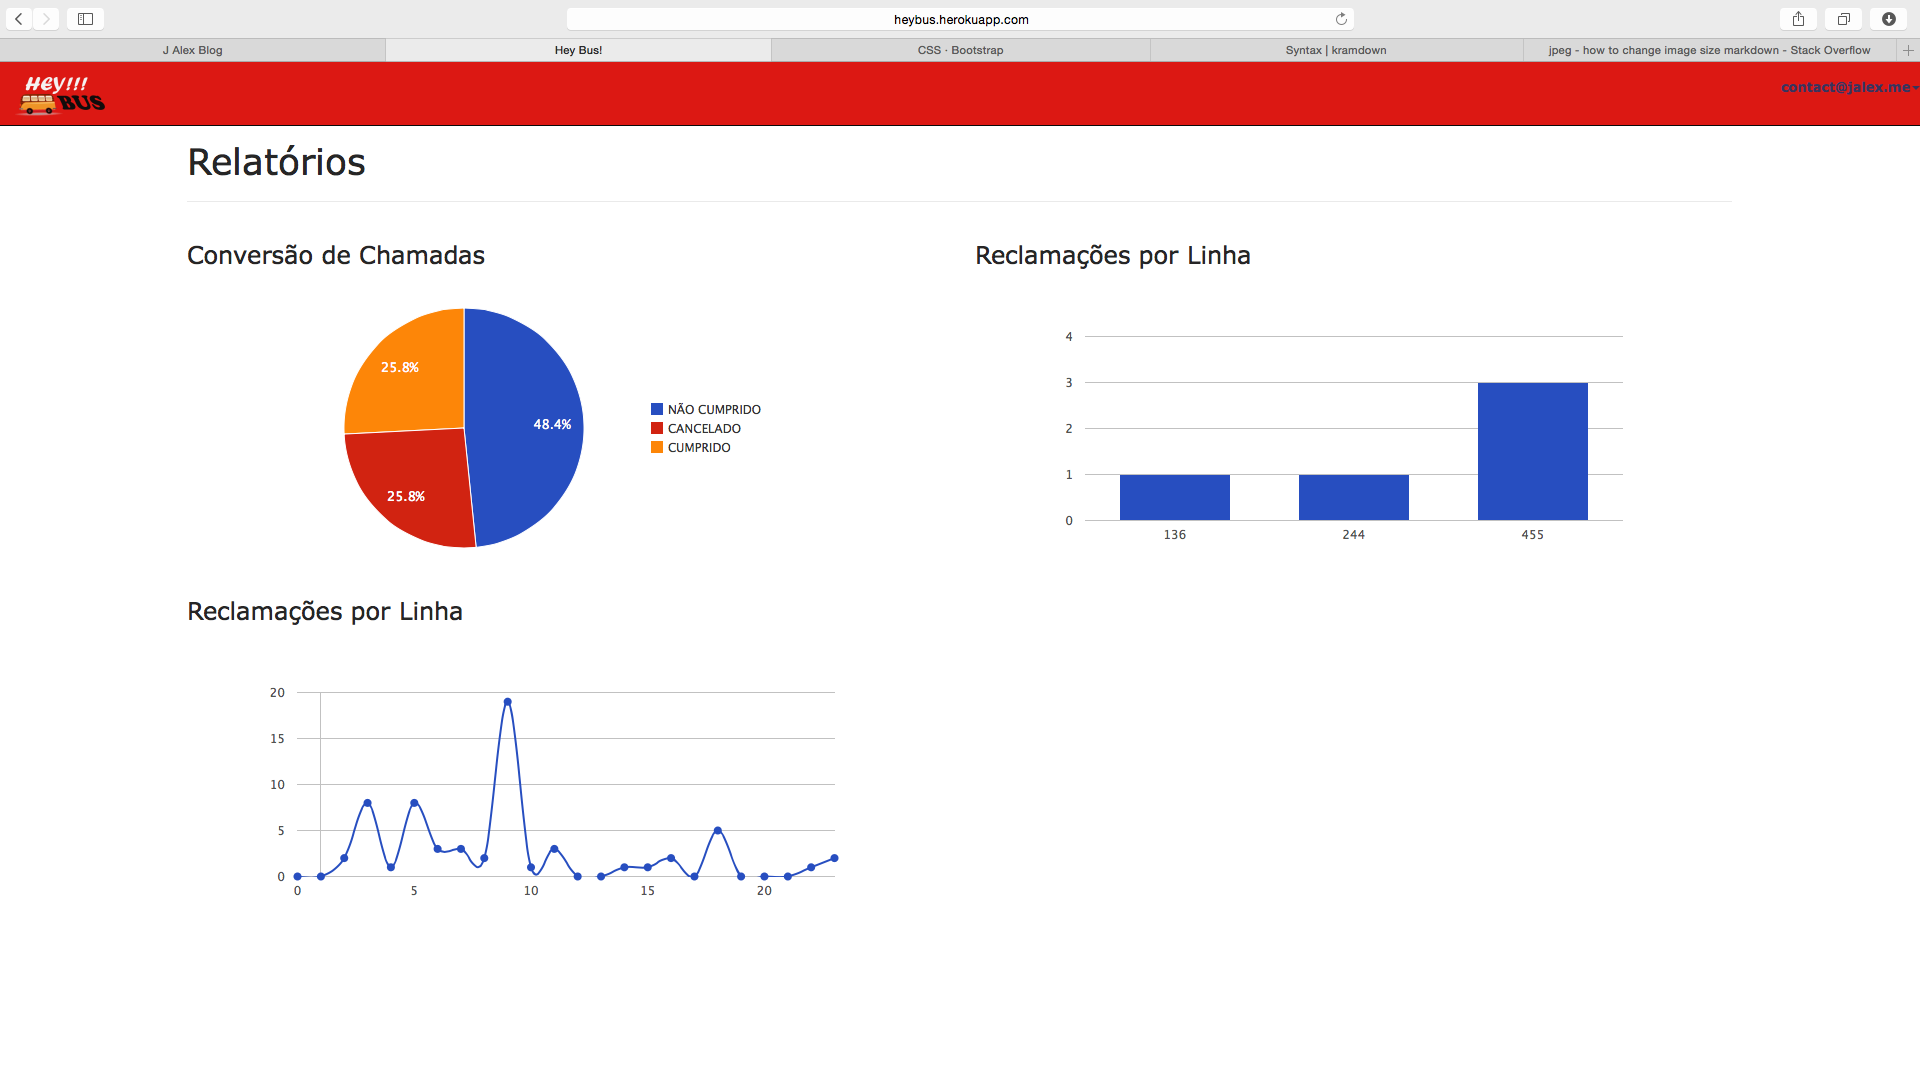 heybus.herokuapp.com
J Alex Blog
Hey Bus!
CSS · Bootstrap
Syntax | kramdown
jpeg - how to change image size markdown - Stack Overflow
HEY!!!
BUS
contact@jalex.me
Relatórios
Conversão de Chamadas
25.8%
48.4%
25.8%
NÃO CUMPRIDO
CANCELADO
CUMPRIDO
Reclamações por Linha
4
3
2
1
0
136 244 455
Reclamações por Linha
20
15
10
5
0
0 5 10 15 20